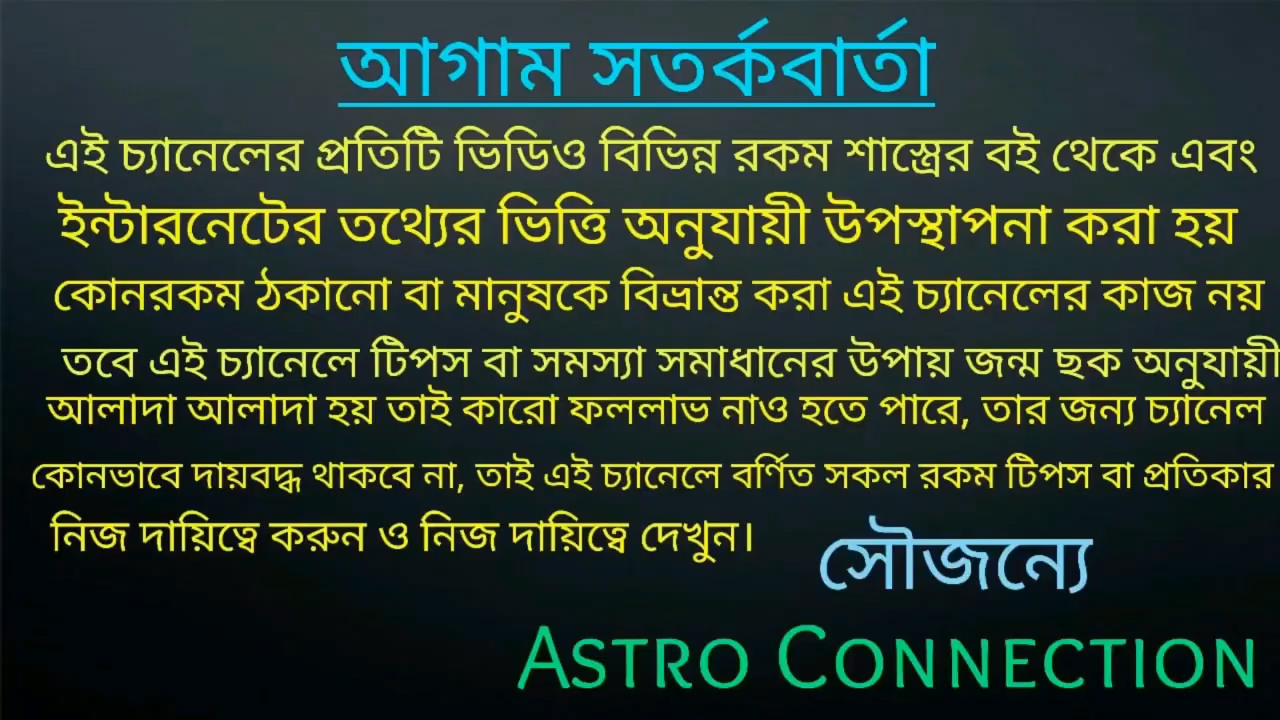 আগাম সতর্কবার্তা
এই চ্যানেলের প্রতিটি ভিডিও বিভিন্ন রকম শাস্ত্রের বই থেকে এবং
ইন্টারনেটের তথ্যের ভিত্তি অনুযায়ী উপস্থাপনা করা হয়
কোনরকম ঠকানো বা মানুষকে বিভ্রান্ত করা এই চ্যানেলের কাজ নয়
তবে এই চ্যানেলে টিপস বা সমস্যা সমাধানের উপায় জন্ম ছক অনুযায়ী
আলাদা আলাদা হয় তাই কারো ফললাভ নাও হতে পারে, তার জন্য চ্যানেল
কোনভাবে দায়বদ্ধ থাকবে না, তাই এই চ্যানেলে বর্ণিত সকল রকম টিপস বা প্রতিকার
নিজ দায়িত্বে করুন ও নিজ দায়িত্বে দেখুন।
সৌজন্যে
ASTRO CONNECTION